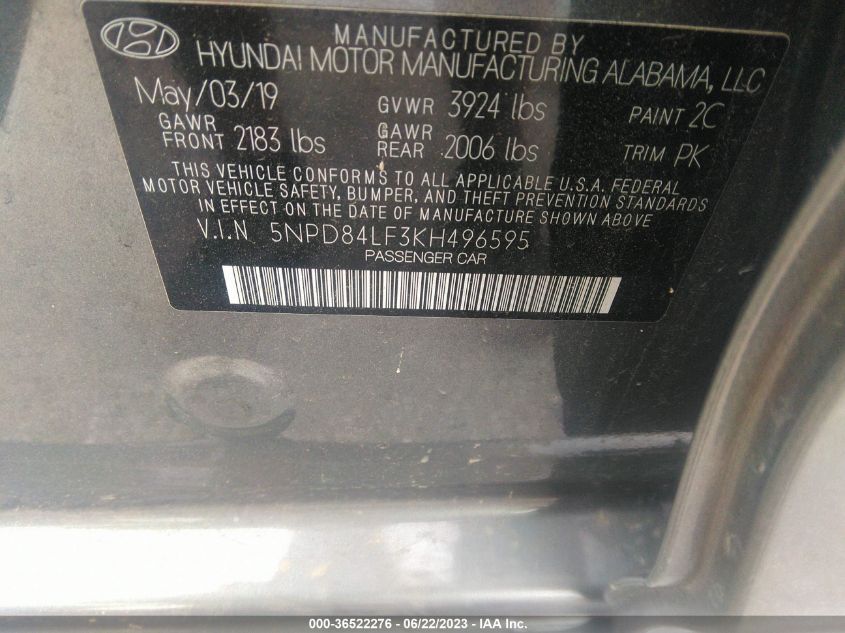 MANUFACTURED BY
HYUNDAI MOTOR MANUFACTURING ALABAMA, LLC
May/03/19 GVWR 3924 lbs PAINT 2C
GAWR FRONT 2183 lbs GAWR REAR 2006 lbs TRIM PK
THIS VEHICLE CONFORMS TO ALL APPLICABLE U.S.A. FEDERAL
MOTOR VEHICLE SAFETY, BUMPER, AND THEFT PREVENTION STANDARDS
IN EFFECT ON THE DATE OF MANUFACTURE SHOWN ABOVE
V.I.N 5NPD84LF3KH496595
PASSENGER CAR
000-36522276 - 06/22/2023 - IAA Inc.